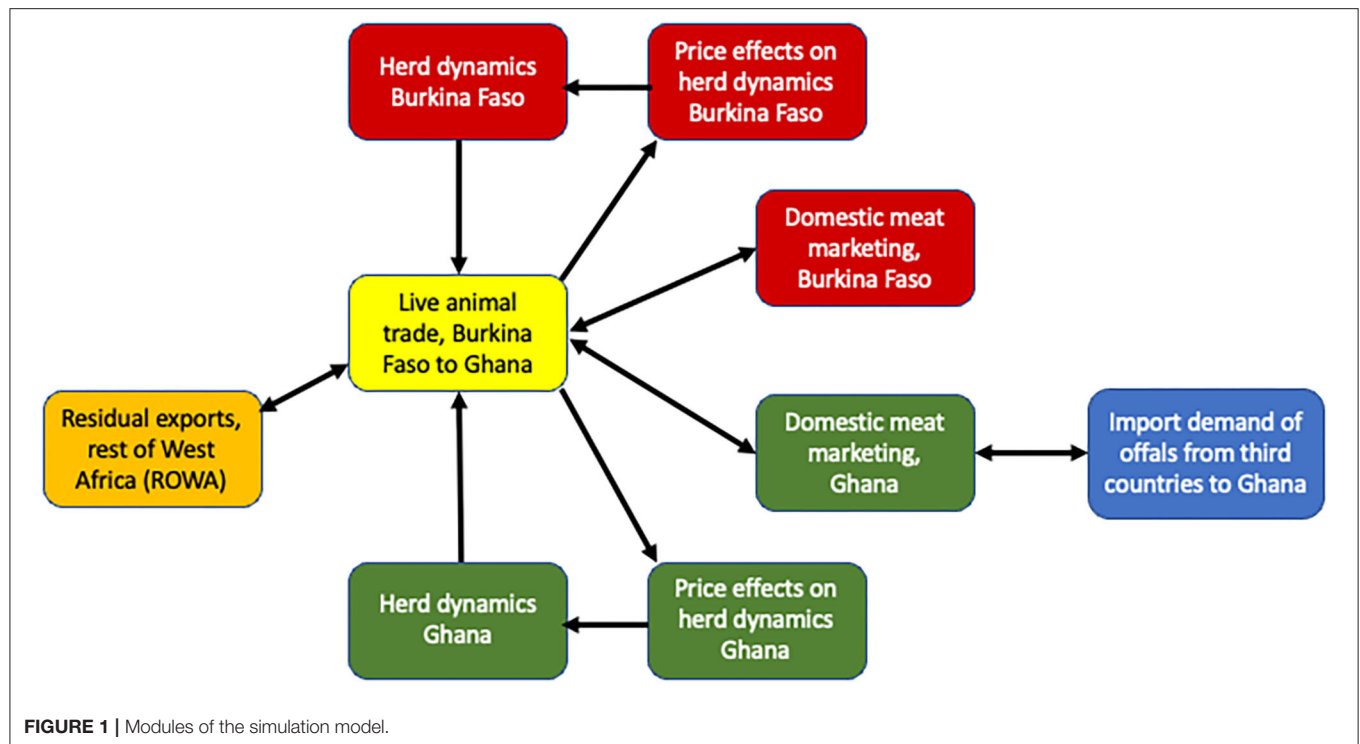 Herd dynamics
Burkina Faso
Price effects on
herd dynamics
Burkina Faso
Domestic meat
marketing,
Burkina Faso
Live animal
trade, Burkina
Faso to Ghana
Residual exports,
rest of West
Africa (ROWA)
Domestic meat
marketing,
Ghana
Import demand of
offals from third
countries to Ghana
Herd dynamics
Ghana
Price effects on
herd dynamics
Ghana
FIGURE 1 | Modules of the simulation model.